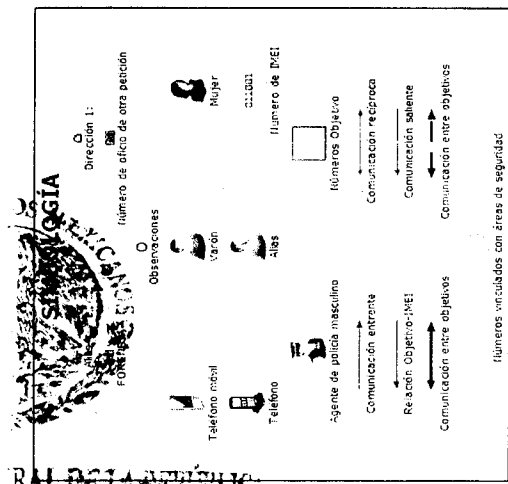 SIMBOLOGÍA
Dirección 1:
Número de oficio de otra petición
Observaciones
Teléfono móvil
Varón
Mujer
Teléfono
Alias
011001
Número de IMEI
Agente de policía masculino
Números Objetivo
Comunicación entrante
Comunicación recíproca
Relación Objetivo-IMEI
Comunicación saliente
Comunicación entre objetivos
Comunicación entre objetivos
Números vinculados con áreas de seguridad